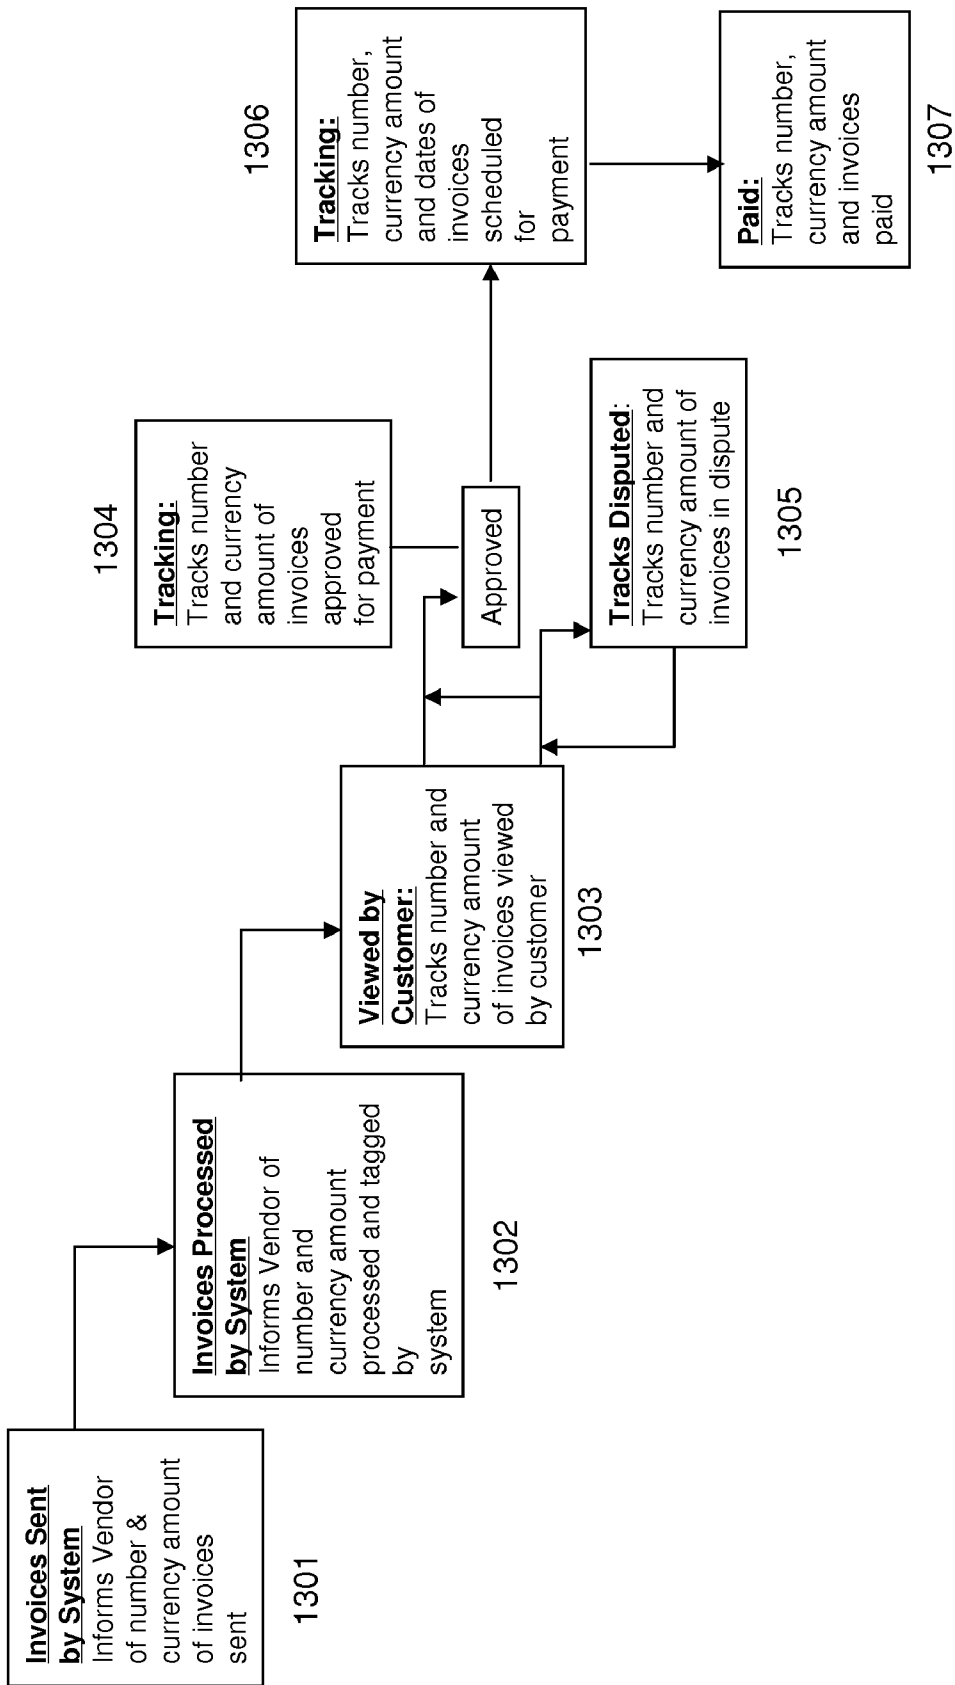 Invoices Sent
by System
Informs Vendor
of number &
currency amount
of invoices
sent
1301
Invoices Processed
by System
Informs Vendor of
number and
currency amount
processed and tagged
by
system
1302
Viewed by
Customer:
Tracks number and
currency amount
of invoices viewed
by customer
1303
1304
Tracking:
Tracks number
and currency
amount of
invoices
approved
for payment
Approved
Tracks Disputed:
Tracks number and
currency amount of
invoices in dispute
1305
1306
Tracking:
Tracks number,
currency amount
and dates of
invoices
scheduled
for
payment
Paid:
Tracks number,
currency amount
and invoices
paid
1307